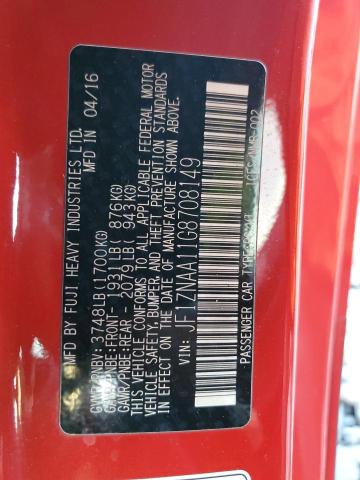 MFD BY FUJI HEAVY INDUSTRIES LTD.
MFD IN 04/16
GVWR/PNBV- 3748LB(1700KG)
GAWR/PNBE:FRONT- 1931LB( 876KG)
GAWR/PNBE:REAR - 2079LB( 943KG)
THIS VEHICLE CONFORMS TO ALL APPLICABLE FEDERAL MOTOR
VEHICLE SAFETY, BUMPER, AND THEFT PREVENTION STANDARDS
IN EFFECT ON THE DATE OF MANUFACTURE SHOWN ABOVE.
VIN: JF1ZNAA11G8708149
PASSENGER CAR